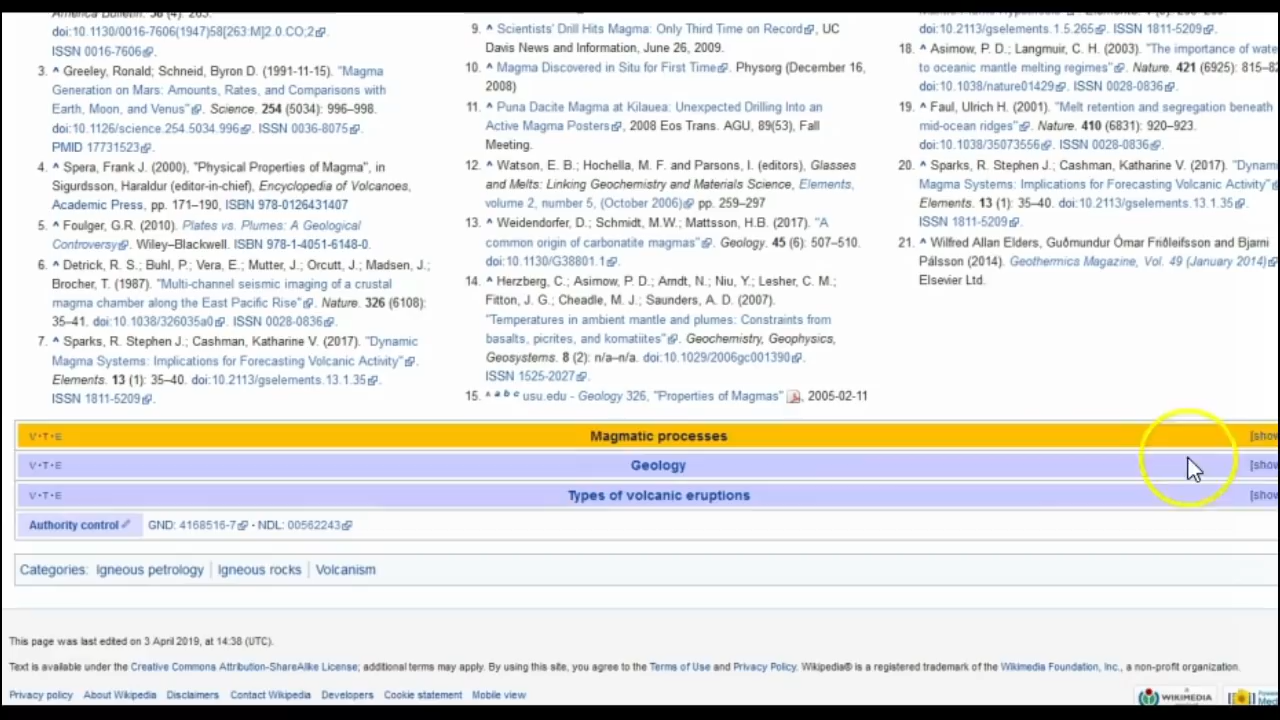 America Bulletin. 58 (4): 263.
doi:10.1130/0016-7606(1947)58[263:M]2.0.CO;2.
ISSN 0016-7606.
3. ^ Greeley, Ronald; Schneid, Byron D. (1991-11-15). "Magma
Generation on Mars: Amounts, Rates, and Comparisons with
Earth, Moon, and Venus". Science. 254 (5034): 996–998.
doi:10.1126/science.254.5034.996. ISSN 0036-8075.
PMID 17731523.
4. ^ Spera, Frank J. (2000), "Physical Properties of Magma", in
Sigurdsson, Haraldur (editor-in-chief), Encyclopedia of Volcanoes,
Academic Press, pp. 171–190, ISBN 978-0126431407
5. ^ Foulger, G.R. (2010). Plates vs. Plumes: A Geological
Controversy. Wiley–Blackwell. ISBN 978-1-4051-6148-0.
6. ^ Detrick, R. S.; Buhl, P.; Vera, E.; Mutter, J.; Orcutt, J.; Madsen, J.;
Brocher, T. (1987). "Multi-channel seismic imaging of a crustal
magma chamber along the East Pacific Rise". Nature. 326 (6108):
35–41. doi:10.1038/326035a0. ISSN 0028-0836.
7. ^ Sparks, R. Stephen J.; Cashman, Katharine V. (2017). "Dynamic
Magma Systems: Implications for Forecasting Volcanic Activity".
Elements. 13 (1): 35–40. doi:10.2113/gselements.13.1.35.
ISSN 1811-5209.
9. ^ Scientists' Drill Hits Magma: Only Third Time on Record, UC
Davis News and Information, June 26, 2009.
10. ^ Magma Discovered in Situ for First Time. Physorg (December 16,
2008)
11. ^ Puna Dacite Magma at Kilauea: Unexpected Drilling Into an
Active Magma Posters, 2008 Eos Trans. AGU, 89(53), Fall
Meeting.
12. ^ Watson, E. B.; Hochella, M. F. and Parsons, I. (editors), Glasses
and Melts: Linking Geochemistry and Materials Science, Elements,
volume 2, number 5, (October 2006) pp. 259–297
13. ^ Weidendorfer, D.; Schmidt, M.W.; Mattsson, H.B. (2017). "A
common origin of carbonatite magmas". Geology. 45 (6): 507–510.
doi:10.1130/G38801.1.
14. ^ Herzberg, C.; Asimow, P. D.; Arndt, N.; Niu, Y.; Lesher, C. M.;
Fitton, J. G.; Cheadle, M. J.; Saunders, A. D. (2007).
"Temperatures in ambient mantle and plumes: Constraints from
basalts, picrites, and komatiites". Geochemistry, Geophysics,
Geosystems. 8 (2): n/a–n/a. doi:10.1029/2006gc001390.
ISSN 1525-2027.
15. ^ a b c usu.edu - Geology 326, "Properties of Magmas", 2005-02-11
doi:10.2113/gselements.1.5.265. ISSN 1811-5209.
18. ^ Asimow, P. D.; Langmuir, C. H. (2003). "The importance of wate
to oceanic mantle melting regimes". Nature. 421 (6925): 815–82
doi:10.1038/nature01429. ISSN 0028-0836.
19. ^ Faul, Ulrich H. (2001). "Melt retention and segregation beneath
mid-ocean ridges". Nature. 410 (6831): 920–923.
doi:10.1038/35073556. ISSN 0028-0836.
20. ^ Sparks, R. Stephen J.; Cashman, Katharine V. (2017). "Dynam
Magma Systems: Implications for Forecasting Volcanic Activity"
Elements. 13 (1): 35–40. doi:10.2113/gselements.13.1.35.
ISSN 1811-5209.
21. ^ Wilfred Allan Elders, Guðmundur Ómar Friðleifsson and Bjarni
Pálsson (2014). Geothermica Magazine, Vol. 49 (January 2014)
Elsevier Ltd.
V·T·E Magmatic processes [show
V·T·E Geology [show
V·T·E Types of volcanic eruptions [show
Authority control GND: 4168516-7 · NDL: 00562243
Categories: Igneous petrology | Igneous rocks | Volcanism
This page was last edited on 3 April 2019, at 14:38 (UTC).
Text is available under the Creative Commons Attribution-ShareAlike License; additional terms may apply. By using this site, you agree to the Terms of Use and Privacy Policy. Wikipedia® is a registered trademark of the Wikimedia Foundation, Inc., a non-profit organization.
Privacy policy About Wikipedia Disclaimers Contact Wikipedia Developers Cookie statement Mobile view
WIKIMEDIA